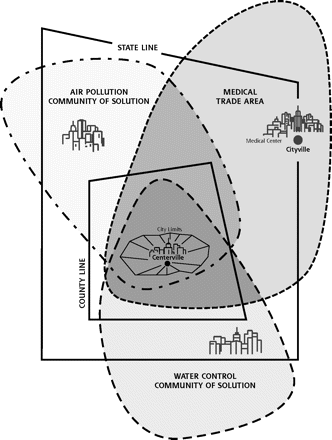 STATE LINE
AIR POLLUTION
COMMUNITY OF SOLUTION
MEDICAL
TRADE AREA
Medical Center
Cityville
City Limits
Centerville
COUNTY LINE
WATER CONTROL
COMMUNITY OF SOLUTION